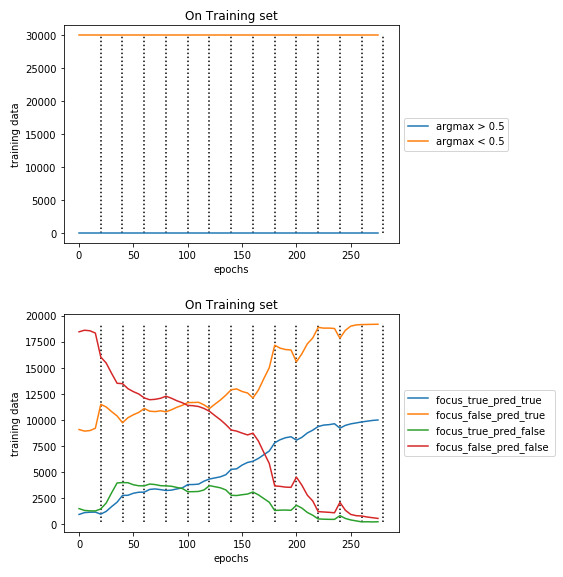 On Training set
training data
30000
25000
20000
15000
10000
5000
0
0 50 100 150 200 250
epochs
argmax > 0.5
argmax < 0.5
On Training set
training data
20000
17500
15000
12500
10000
7500
5000
2500
0
0 50 100 150 200 250
epochs
focus_true_pred_true
focus_false_pred_true
focus_true_pred_false
focus_false_pred_false